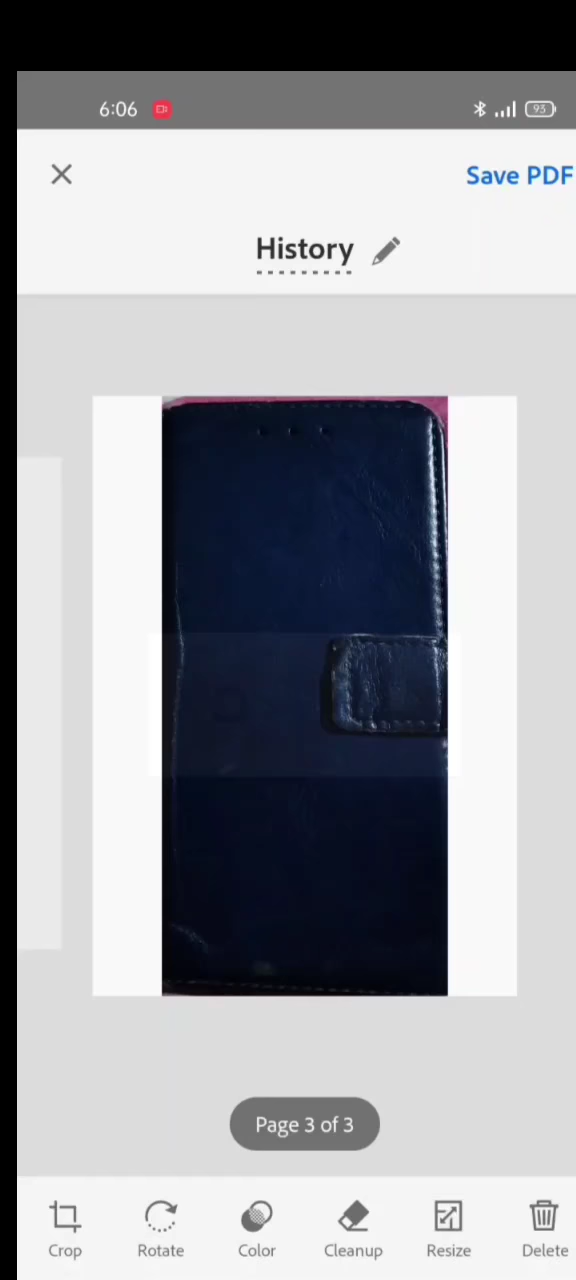 6:06
95
Save PDF
History
Page 3 of 3
Crop Rotate Color Cleanup Resize Delete